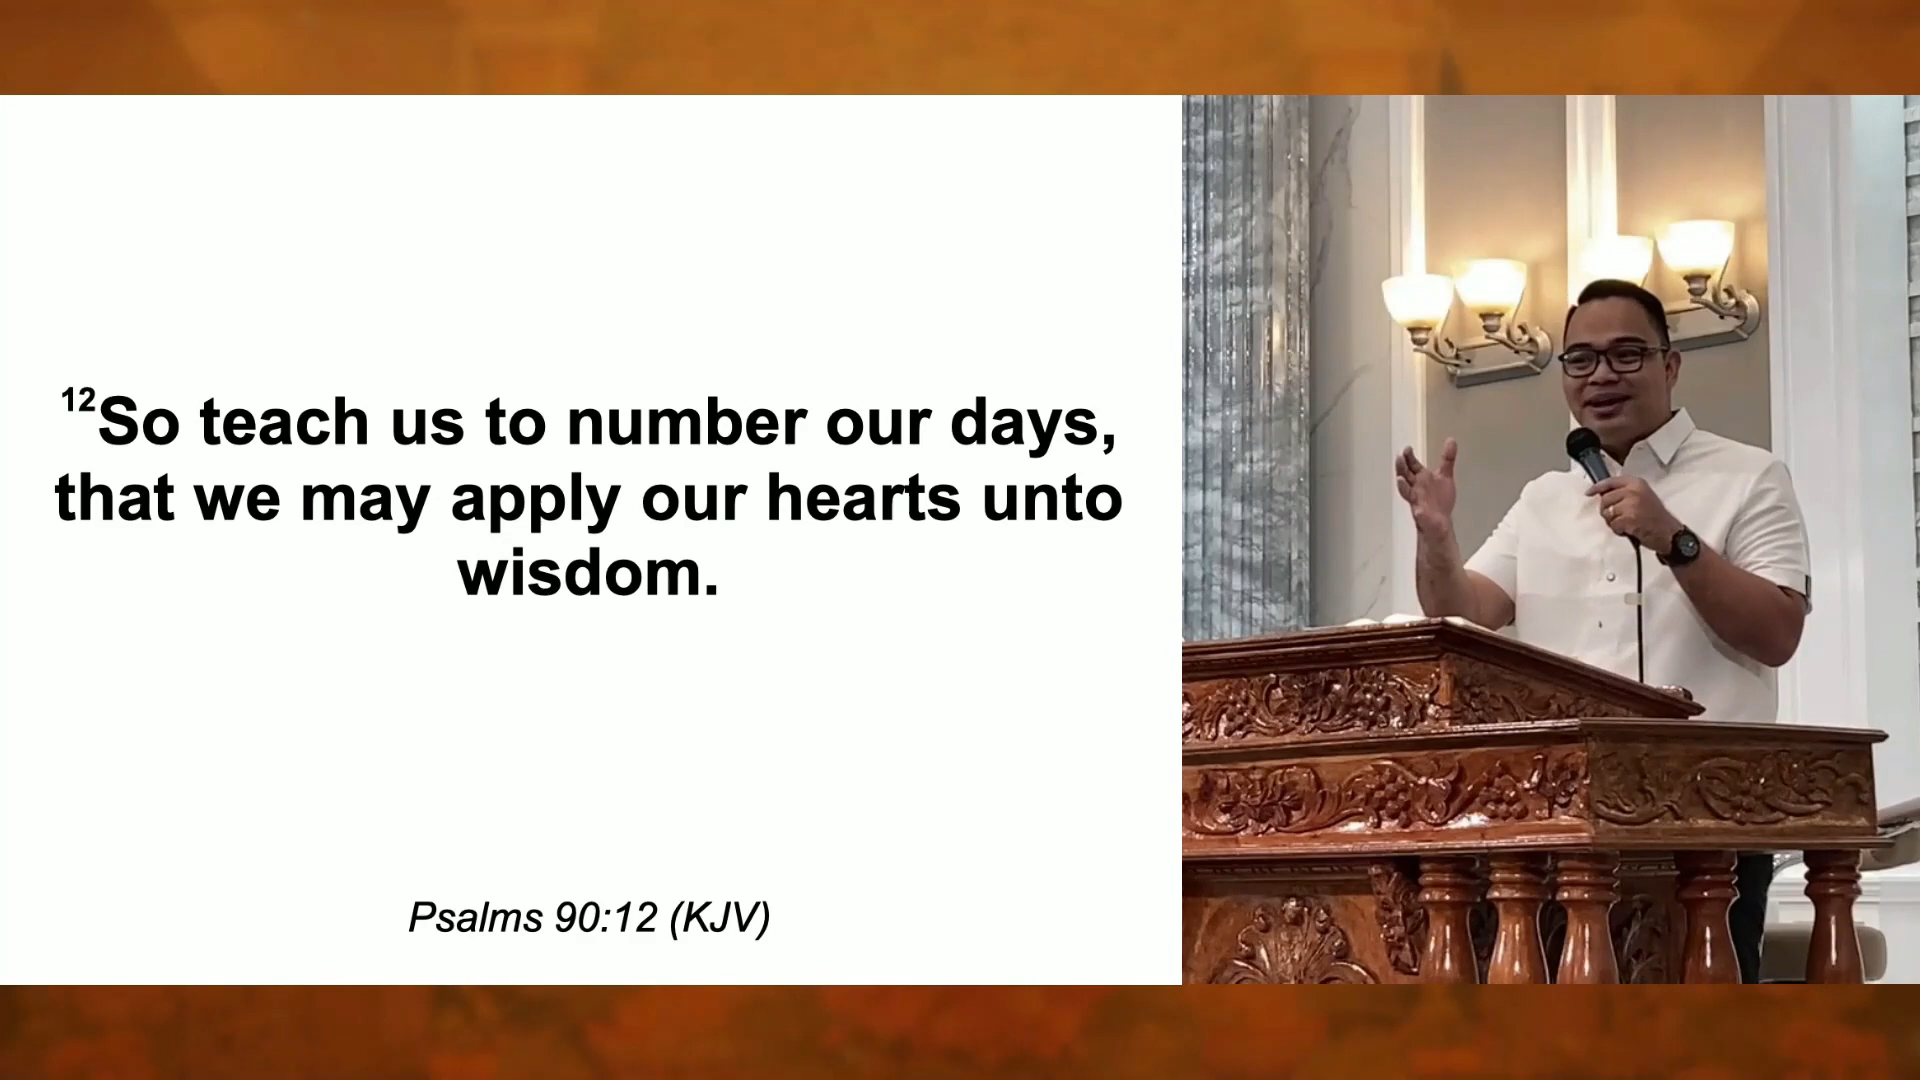 12So teach us to number our days,
that we may apply our hearts unto
wisdom.
Psalms 90:12 (KJV)